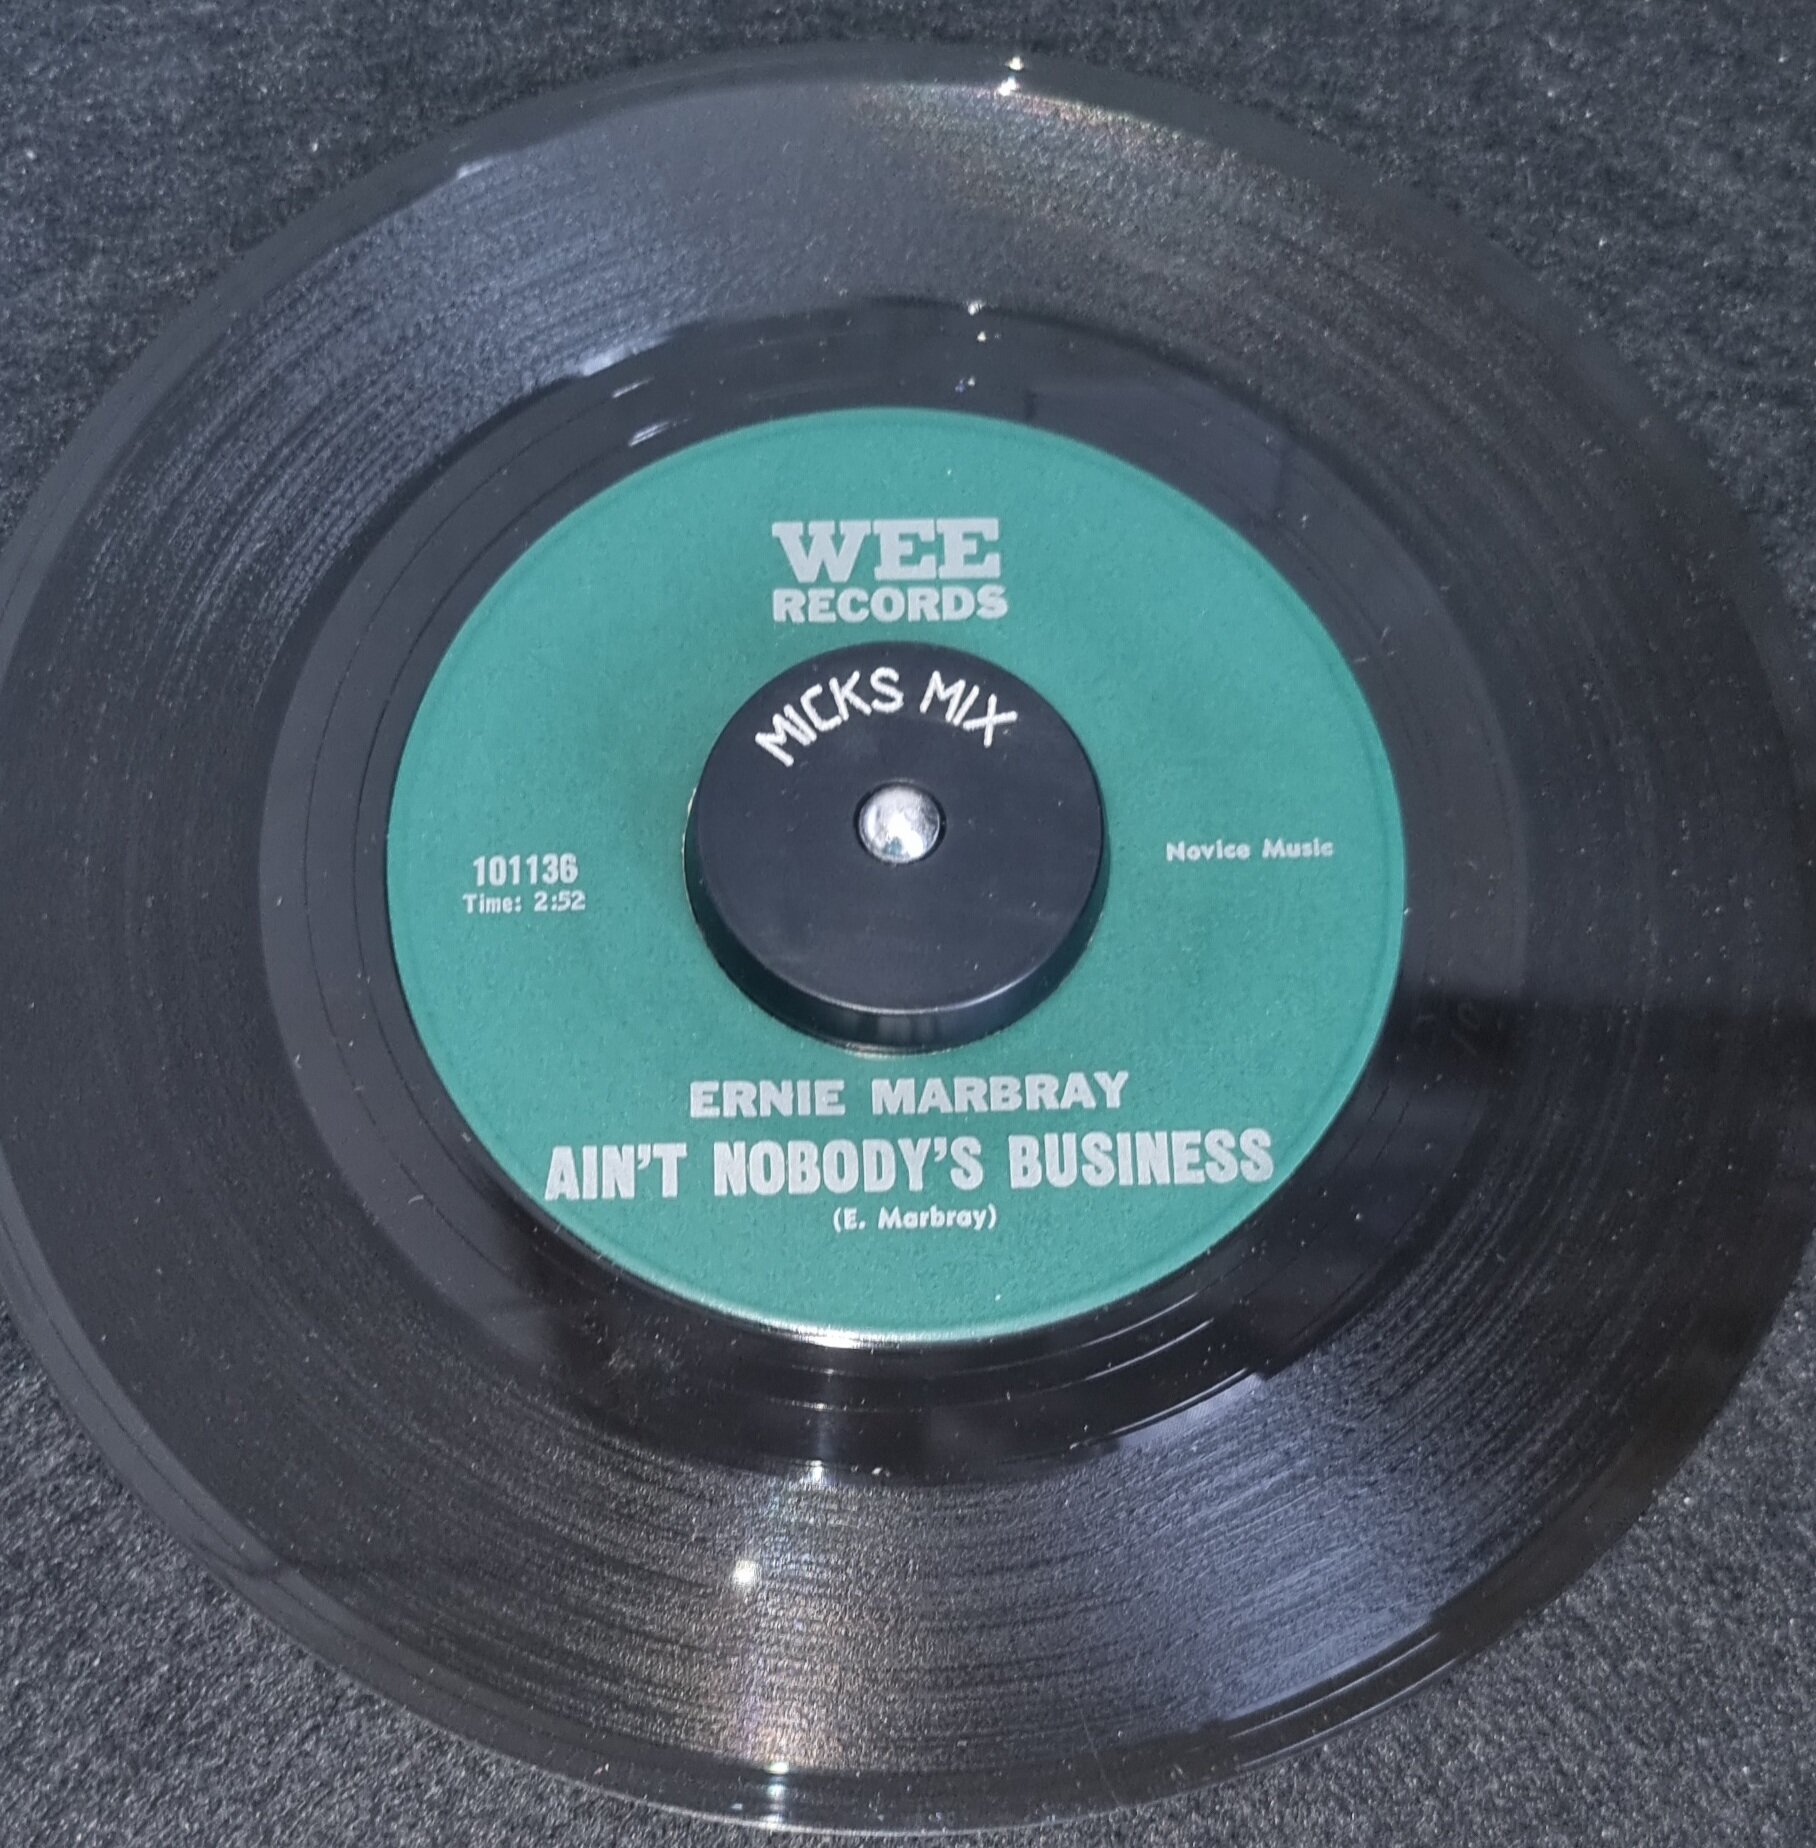 WEE
RECORDS
MICKS MIX
101136
Time: 2:52
Novice Music
ERNIE MARBRAY
AIN'T NOBODY'S BUSINESS
(E. Marbray)